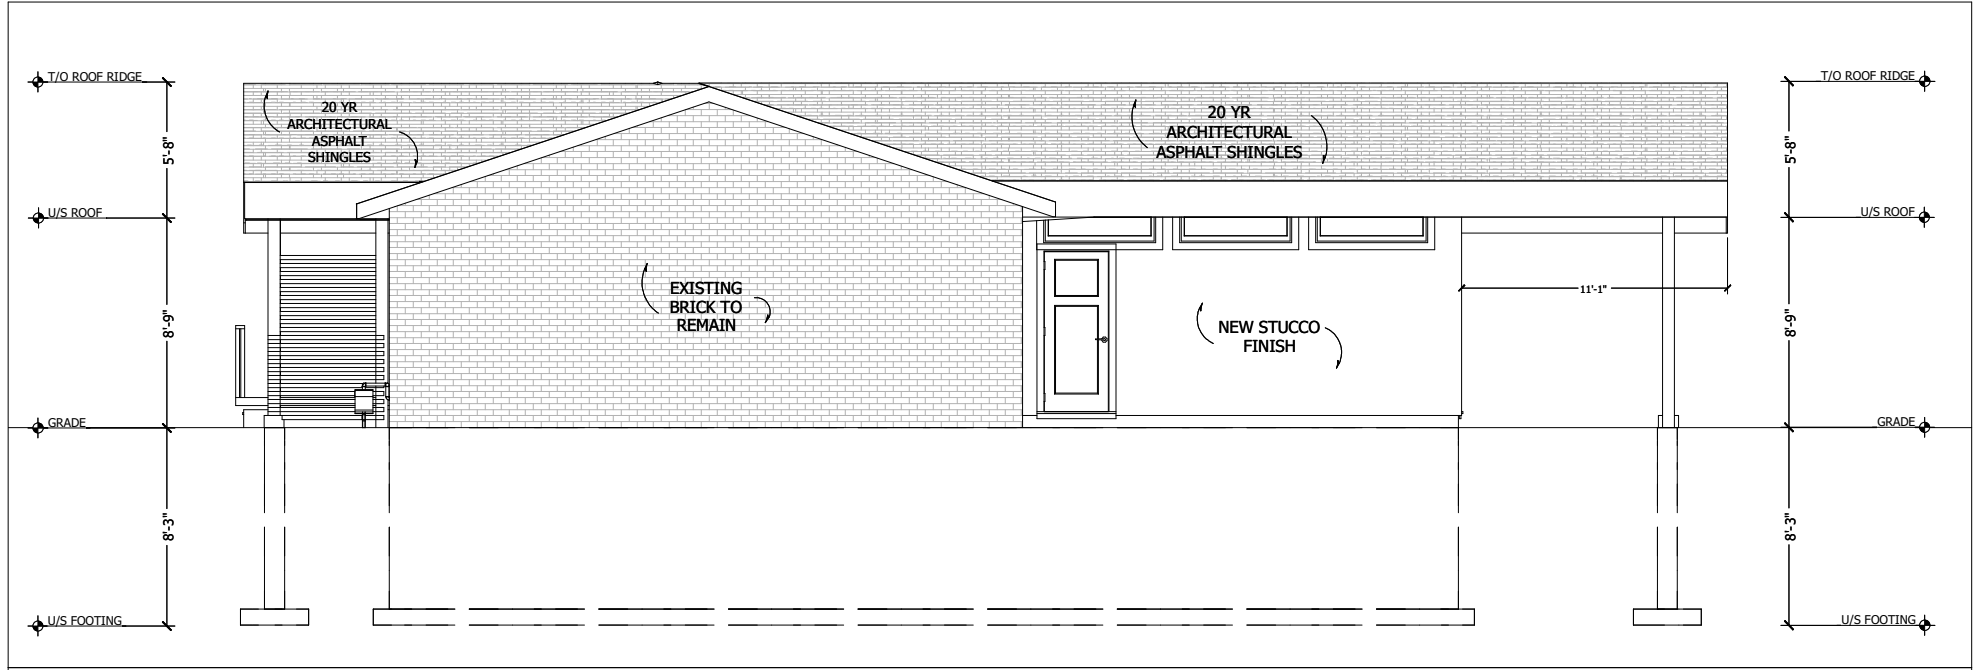 T/O ROOF RIDGE
T/O ROOF RIDGE
20 YR
ARCHITECTURAL
ASPHALT
SHINGLES
20 YR
ARCHITECTURAL
ASPHALT SHINGLES
5'-8"
5'-8"
U/S ROOF
U/S ROOF
EXISTING
BRICK TO
REMAIN
11'-1"
NEW STUCCO
FINISH
8'-9"
8'-9"
GRADE
GRADE
8'-3"
8'-3"
U/S FOOTING
U/S FOOTING